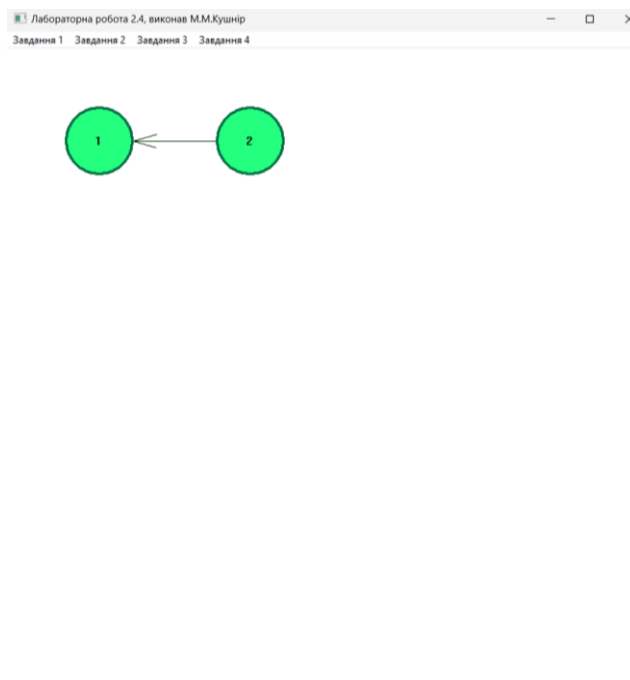 Лабораторна робота 2.4, виконав М.М.Кушнір
Завдання 1 Завдання 2 Завдання 3 Завдання 4
1 2